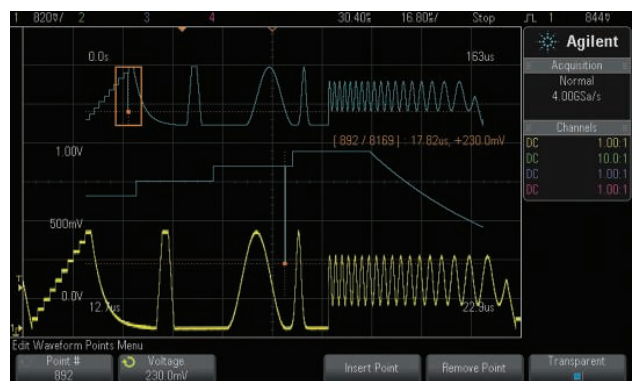 1 820▿/ 2 3 4 30.40s 16.80s/ Stop 1 844▿
Agilent
Acquisition
Normal
4.00GSa/s
Channels
DC 1.00:1
DC 10.0:1
DC 1.00:1
DC 1.00:1
0.0s 163us
[ 892 / 8169 ] : 17.82us, +230.0mV
1.00V
500mV
0.0V 12.7us 22.9us
Edit Waveform Points Menu
Point # Voltage Insert Point Remove Point Transparent
892 230.0mV